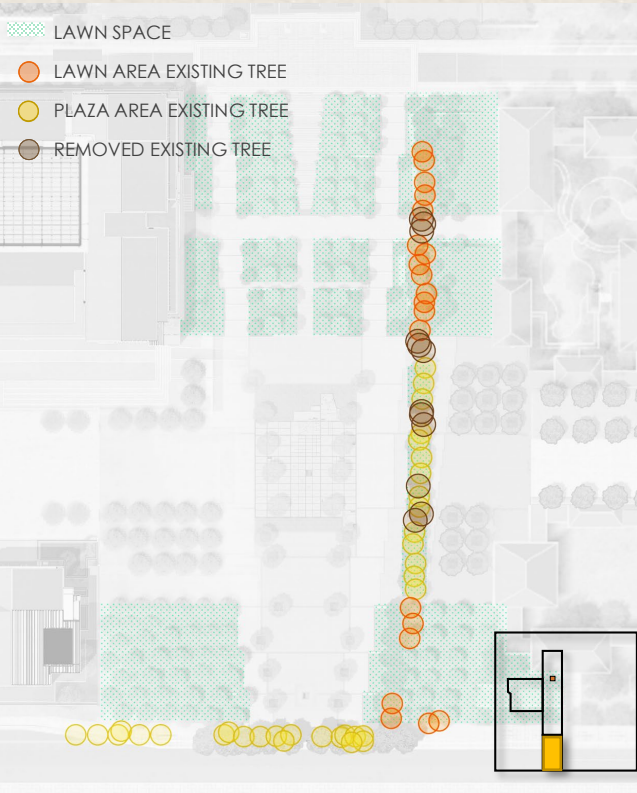 LAWN SPACE
LAWN AREA EXISTING TREE
PLAZA AREA EXISTING TREE
REMOVED EXISTING TREE